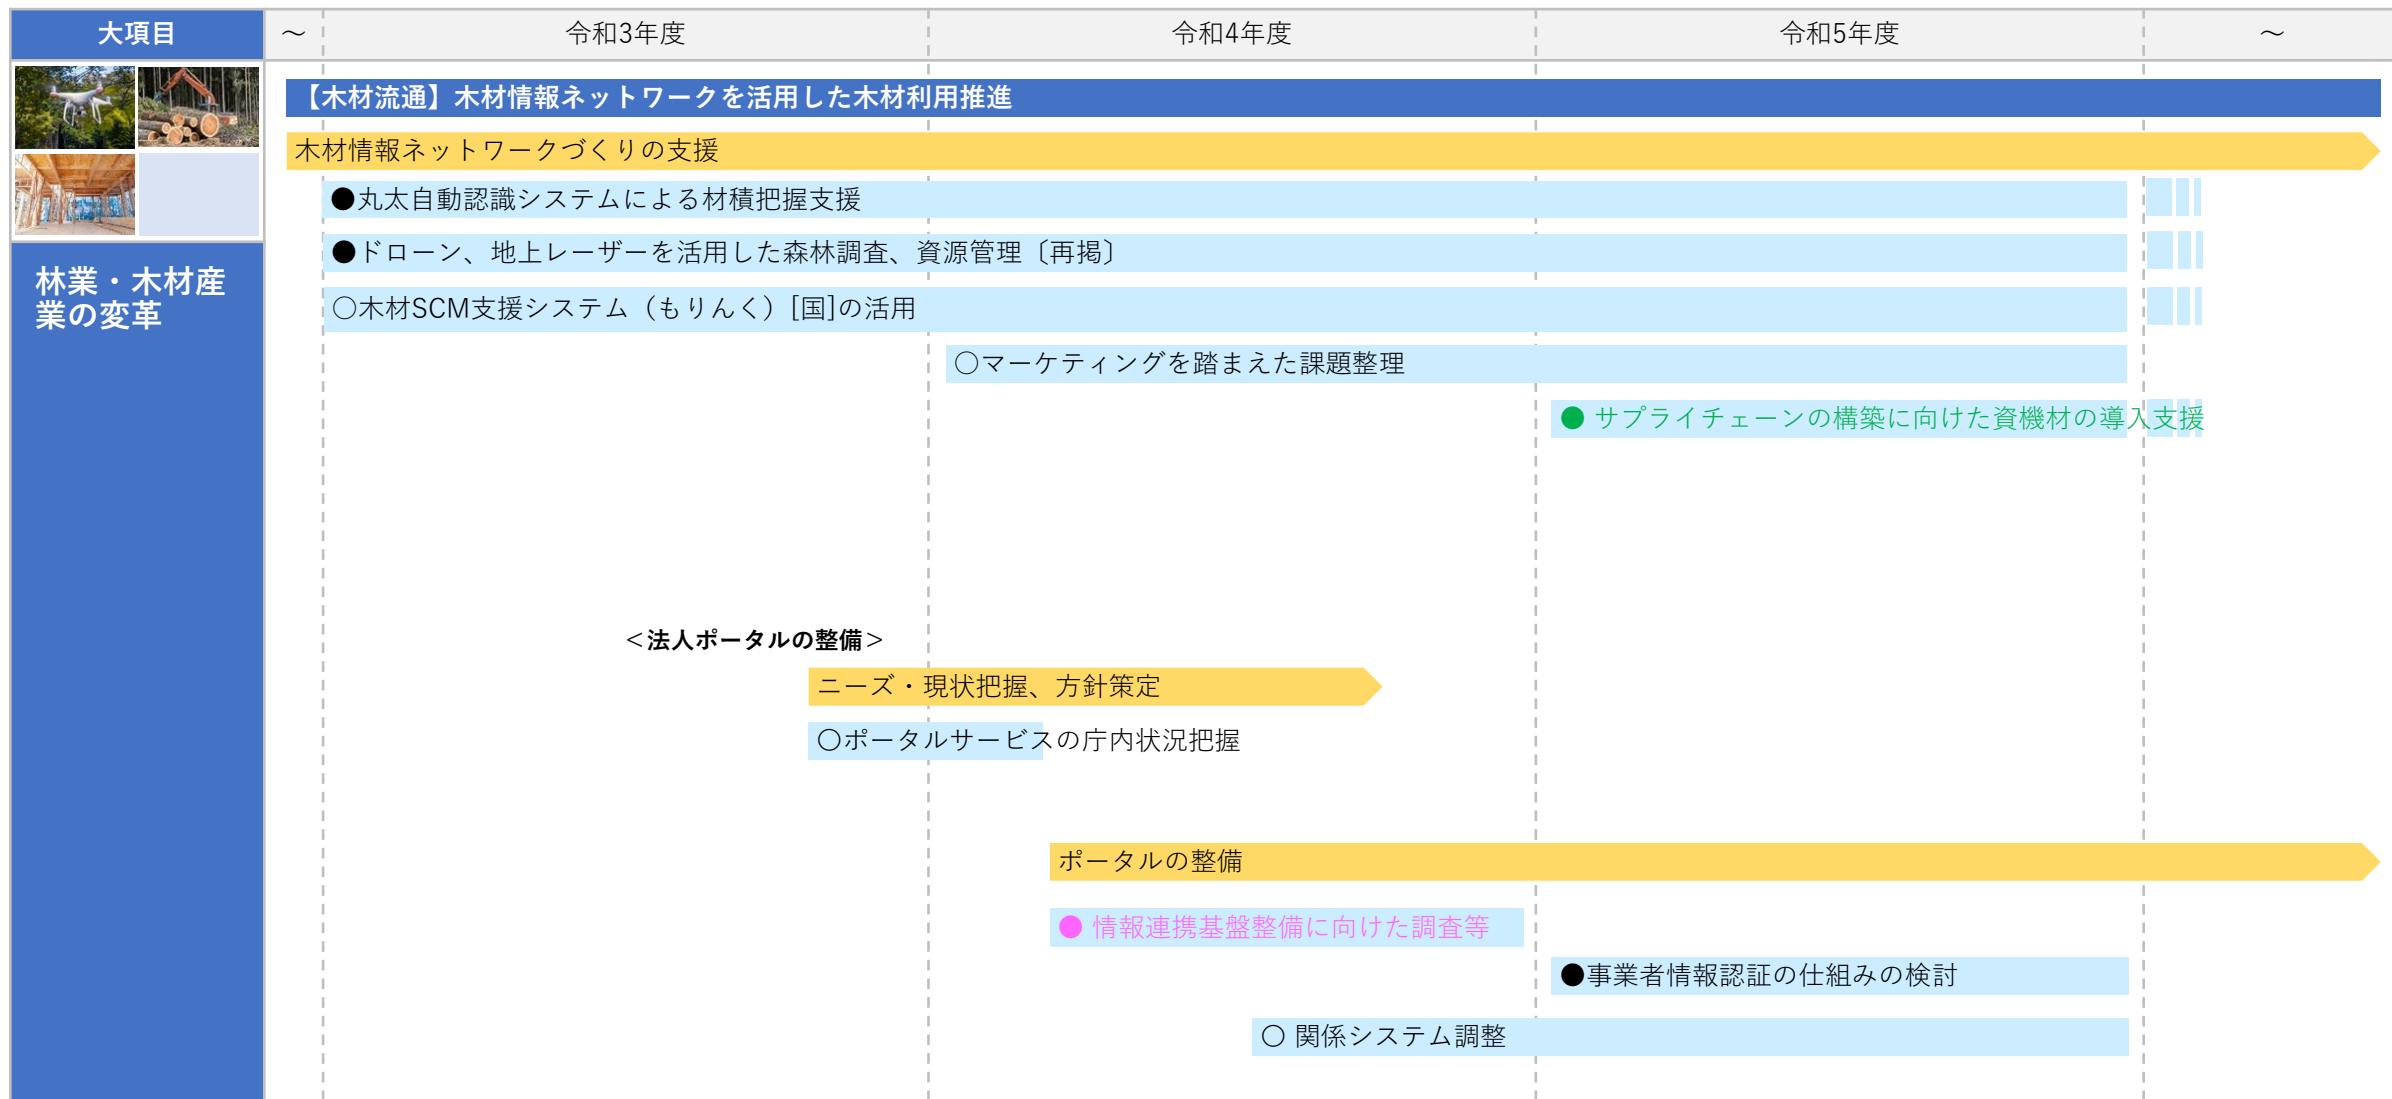 大項目
～
令和3年度
令和4年度
令和5年度
～
【木材流通】木材情報ネットワークを活用した木材利用推進
木材情報ネットワークづくりの支援
●丸太自動認識システムによる材積把握支援
●ドローン、地上レーザーを活用した森林調査、資源管理〔再掲〕
林業・木材産
業の変革
○木材SCM支援システム（もりんく）[国]の活用
○マーケティングを踏まえた課題整理
● サプライチェーンの構築に向けた資機材の導入支援
＜法人ポータルの整備＞
ニーズ・現状把握、方針策定
○ポータルサービスの庁内状況把握
ポータルの整備
● 情報連携基盤整備に向けた調査等
●事業者情報認証の仕組みの検討
○ 関係システム調整